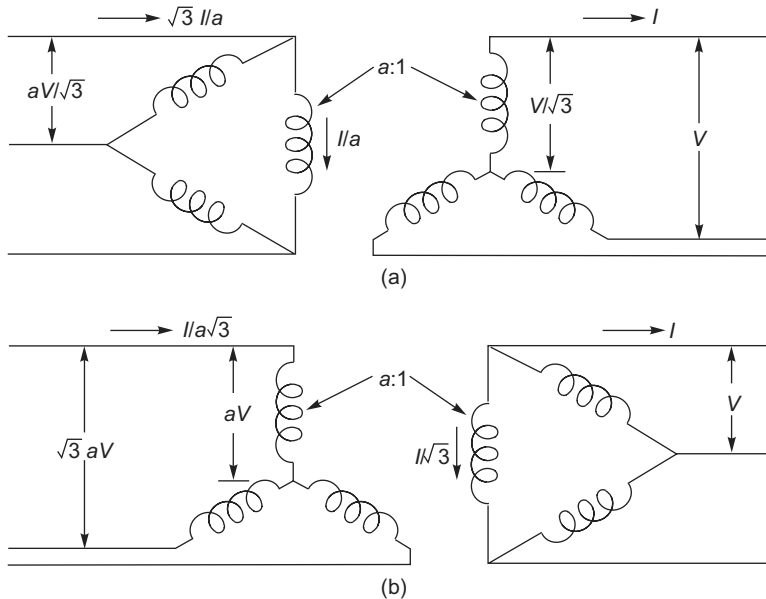 √3 I/a
I
aV/√3
a:1
I/a
V/√3
V
(a)
I/a√3
I
a:1
aV
V
√3 aV
I/√3
(b)